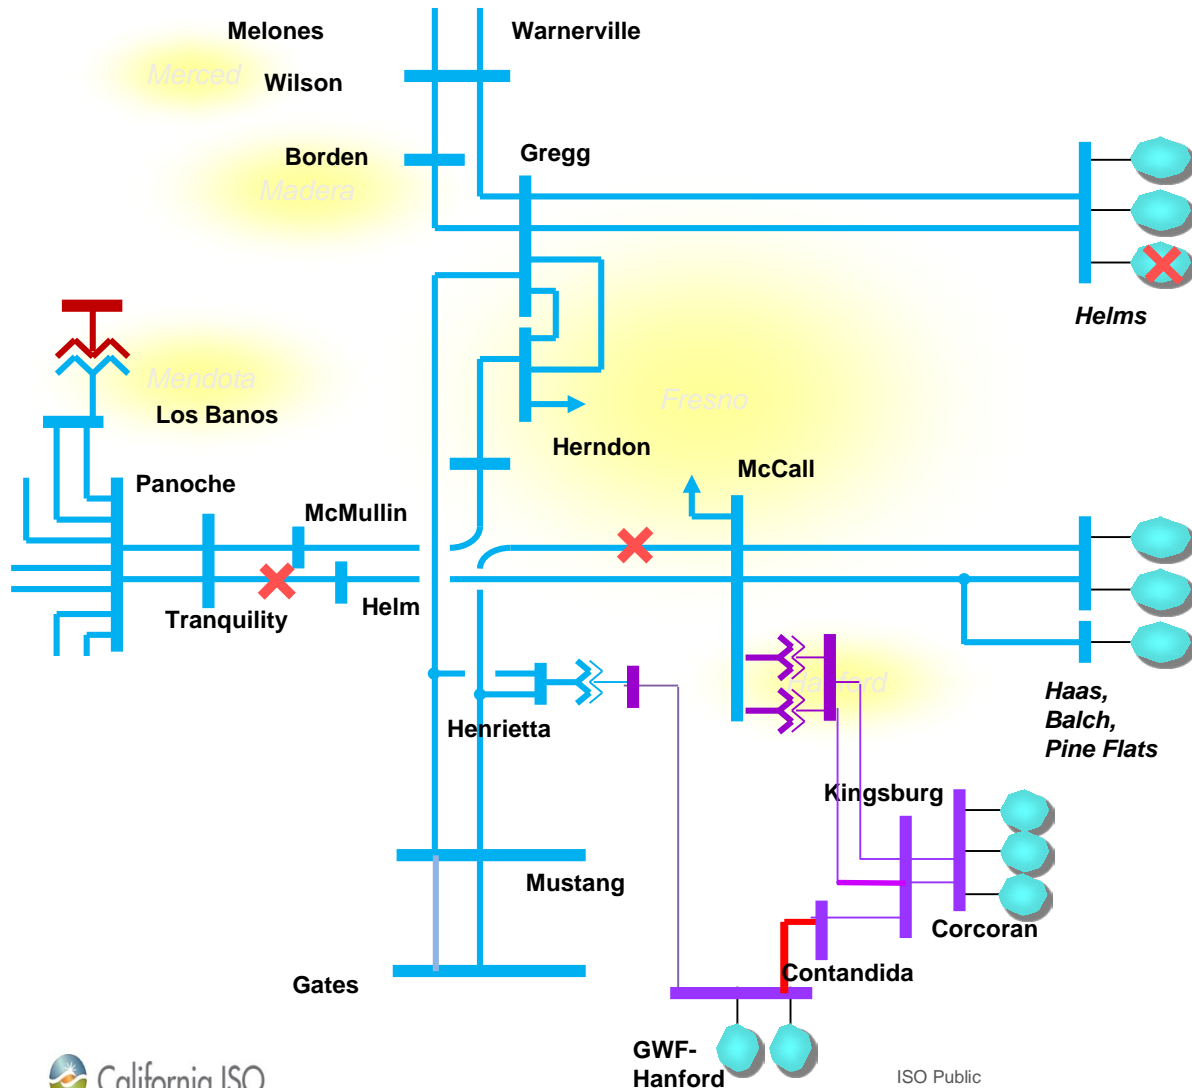 Melones
Warnerville
Merced
Wilson
Borden
Gregg
Madera
Helms
Mendota
Los Banos
Fresno
Herndon
McCall
Panoche
McMullin
Tranquility
Helm
Hanford
Henrietta
Haas,
Balch,
Pine Flats
Kingsburg
Mustang
Corcoran
Contandida
Gates
GWF-
Hanford
California ISO
ISO Public